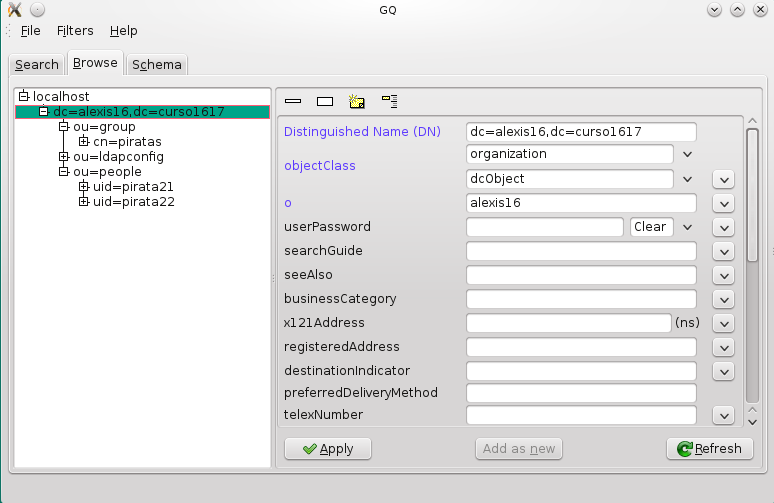 GQ
File Filters Help
Search Browse Schema
localhost
dc=alexis16,dc=curso1617
ou=group
cn=piratas
ou=ldapconfig
ou=people
uid=pirata21
uid=pirata22
Distinguished Name (DN) dc=alexis16,dc=curso1617
objectClass organization
dcObject
o alexis16
userPassword Clear
searchGuide
seeAlso
businessCategory
x121Address (ns)
registeredAddress
destinationIndicator
preferredDeliveryMethod
telexNumber
Apply Add as new Refresh